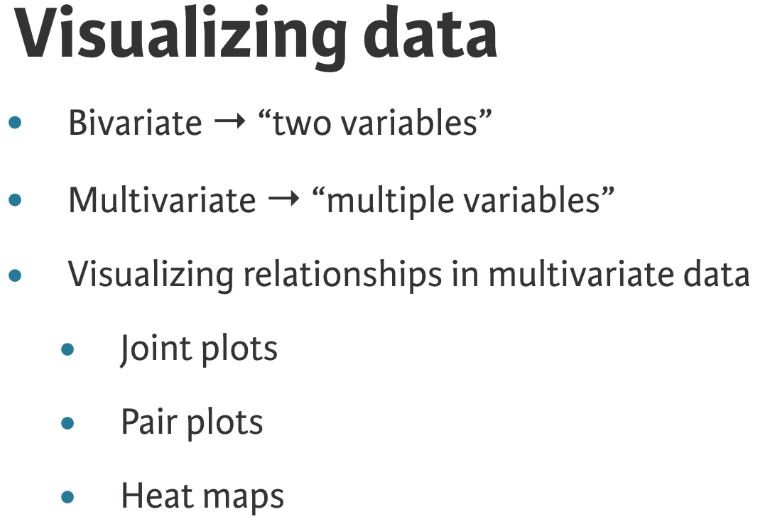 Visualizing data
• Bivariate → “two variables”
• Multivariate → “multiple variables”
• Visualizing relationships in multivariate data
• Joint plots
• Pair plots
• Heat maps